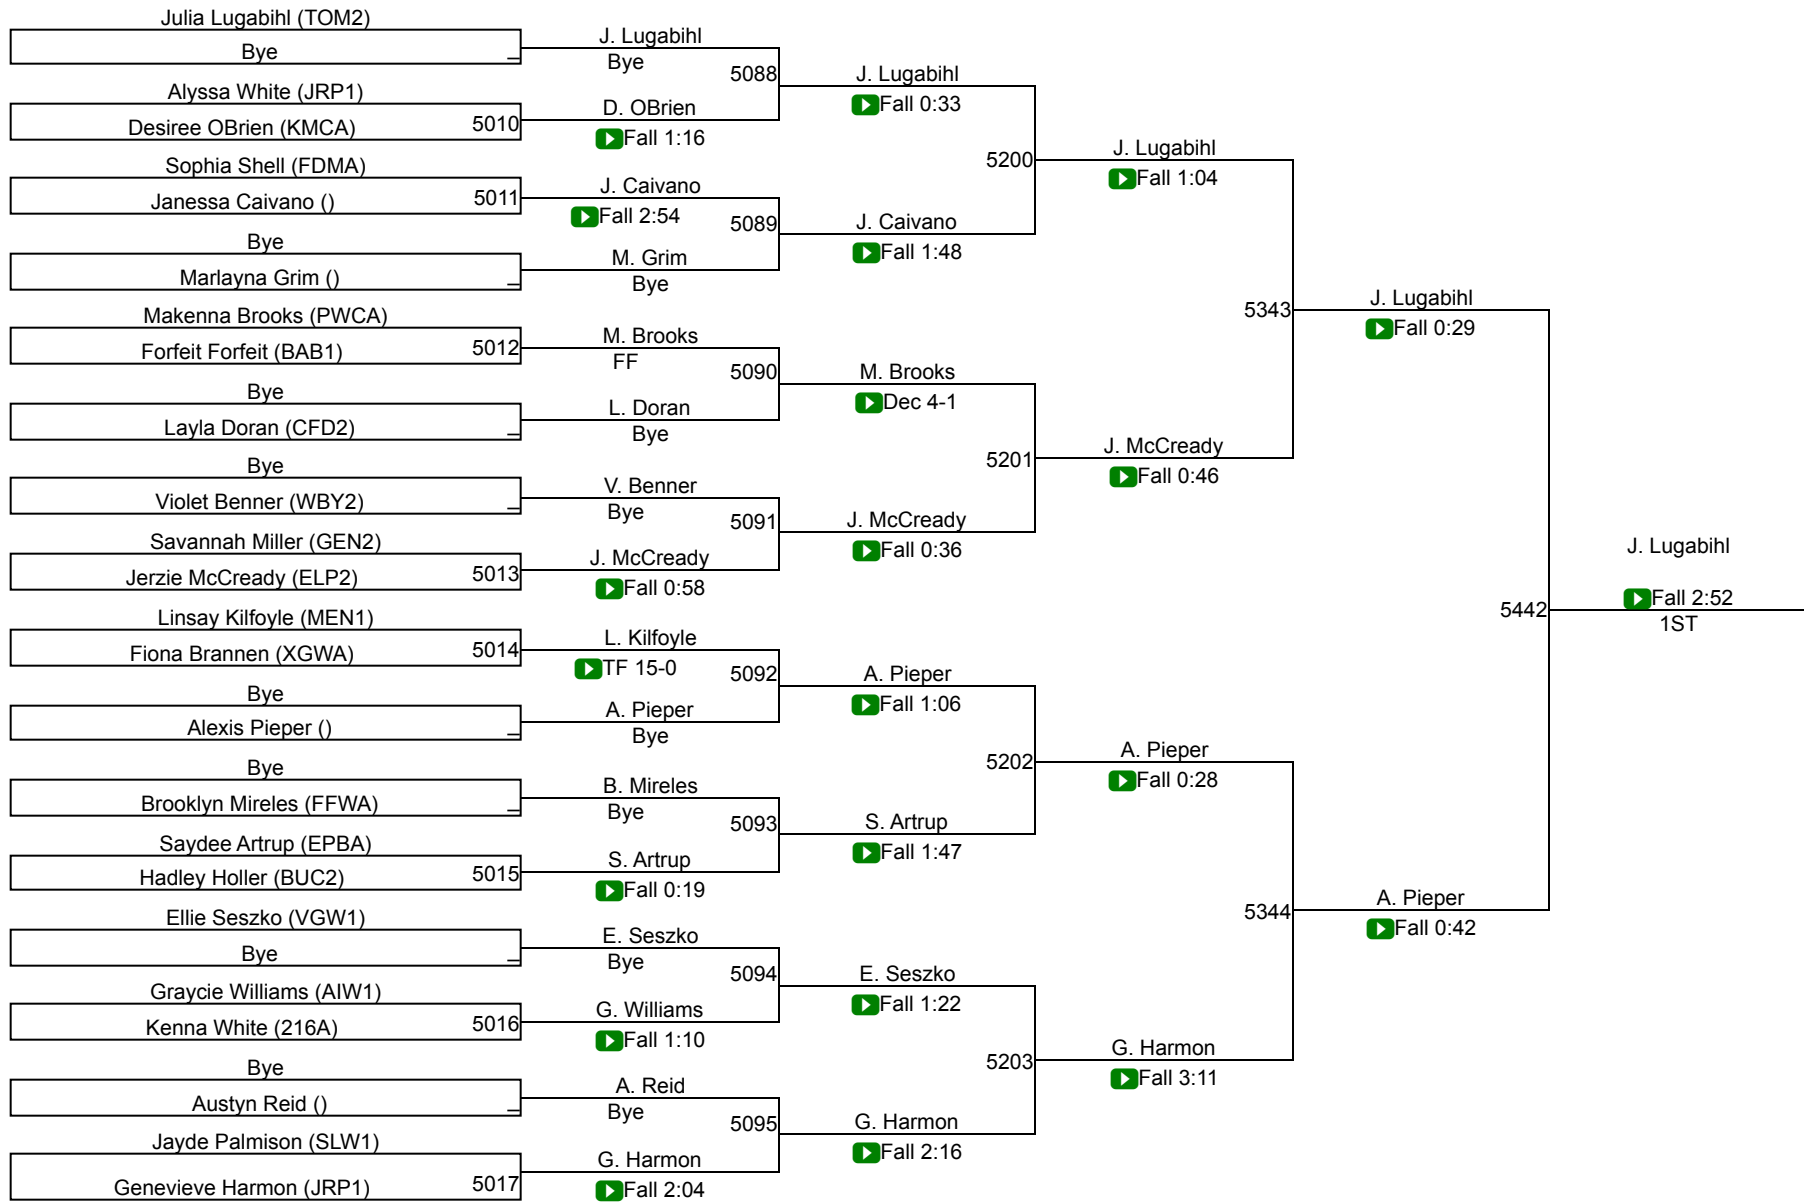 Julia Lugabihl (TOM2)
Bye
Alyssa White (JRP1)
Desiree OBrien (KMCA) 5010
Sophia Shell (FDMA)
Janessa Caivano () 5011
Bye
Marlayna Grim ()
Makenna Brooks (PWCA)
Forfeit Forfeit (BAB1) 5012
Bye
Layla Doran (CFD2)
Bye
Violet Benner (WBY2)
Savannah Miller (GEN2)
Jerzie McCready (ELP2) 5013
Linsay Kilfoyle (MEN1)
Fiona Brannen (XGWA) 5014
Bye
Alexis Pieper ()
Bye
Brooklyn Mireles (FFWA)
Saydee Artrup (EPBA)
Hadley Holler (BUC2) 5015
Ellie Seszko (VGW1)
Bye
Graycie Williams (AIW1)
Kenna White (216A) 5016
Bye
Austyn Reid ()
Jayde Palmison (SLW1)
Genevieve Harmon (JRP1) 5017
J. Lugabihl
Bye
5088
D. OBrien
Fall 1:16
J. Caivano
Fall 2:54
5089
M. Grim
Bye
M. Brooks
FF
5090
L. Doran
Bye
V. Benner
Bye
5091
J. McCready
Fall 0:58
L. Kilfoyle
TF 15-0
5092
A. Pieper
Bye
B. Mireles
Bye
5093
S. Artrup
Fall 0:19
E. Seszko
Bye
5094
G. Williams
Fall 1:10
A. Reid
Bye
5095
G. Harmon
Fall 2:04
J. Lugabihl
Fall 0:33
5200
J. Caivano
Fall 1:48
M. Brooks
Dec 4-1
5201
J. McCready
Fall 0:36
A. Pieper
Fall 1:06
5202
S. Artrup
Fall 1:47
E. Seszko
Fall 1:22
5203
G. Harmon
Fall 2:16
J. Lugabihl
Fall 1:04
5343
J. McCready
Fall 0:46
A. Pieper
Fall 0:28
5344
G. Harmon
Fall 3:11
J. Lugabihl
Fall 0:29
5442
A. Pieper
Fall 0:42
J. Lugabihl
Fall 2:52
1ST